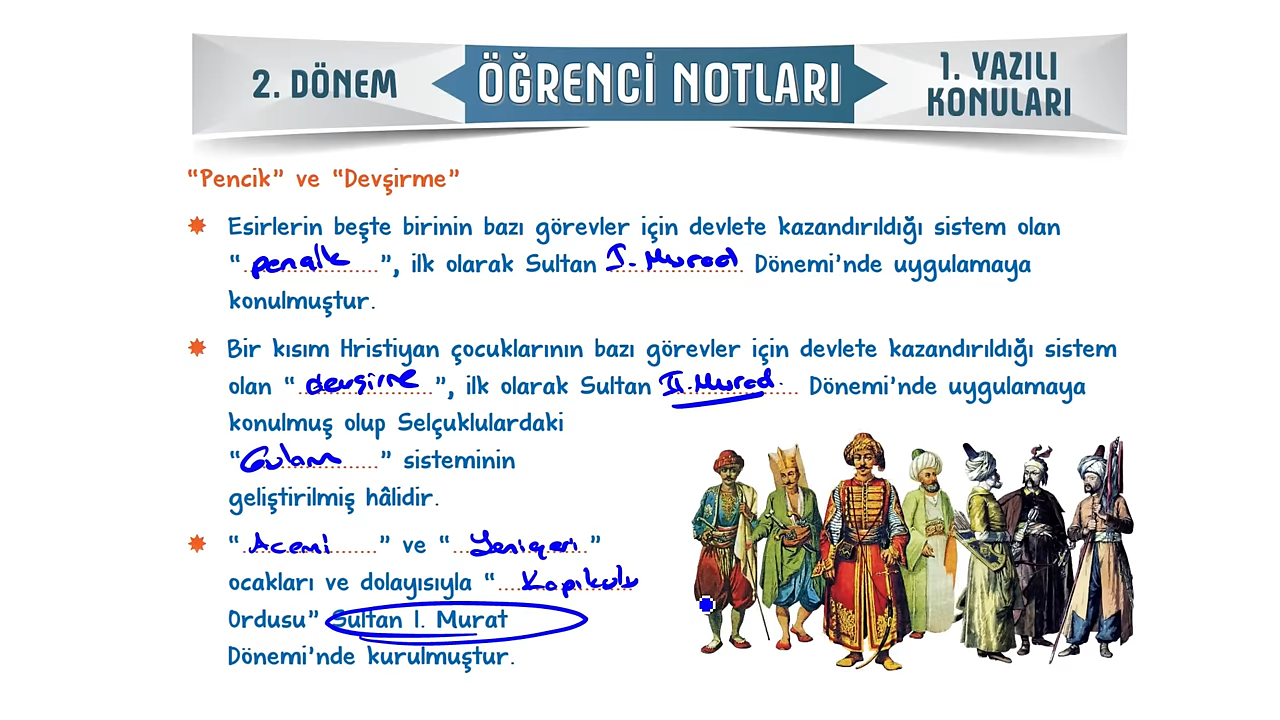 2. DÖNEM
ÖĞRENCİ NOTLARI
1. YAZILI
KONULARI
"Pencik" ve "Devşirme"
Esirlerin beşte birinin bazı görevler için devlete kazandırıldığı sistem olan
"pencik", ilk olarak Sultan I. Murad Dönemi'nde uygulamaya
konulmuştur.
Bir kısım Hristiyan çocuklarının bazı görevler için devlete kazandırıldığı sistem
olan "devşirme", ilk olarak Sultan II. Murad Dönemi'nde uygulamaya
konulmuş olup Selçuklulardaki
"Gulam" sisteminin
geliştirilmiş hâlidir.
"Acemi" ve "Yeniçeri"
ocakları ve dolayısıyla "Kapıkulu
Ordusu" Sultan I. Murat
Dönemi'nde kurulmuştur.